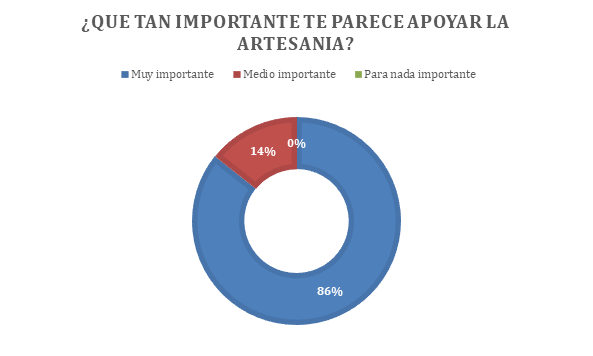 ¿QUE TAN IMPORTANTE TE PARECE APOYAR LA
ARTESANIA?
Muy importante Medio importante Para nada importante
0%
14%
86%